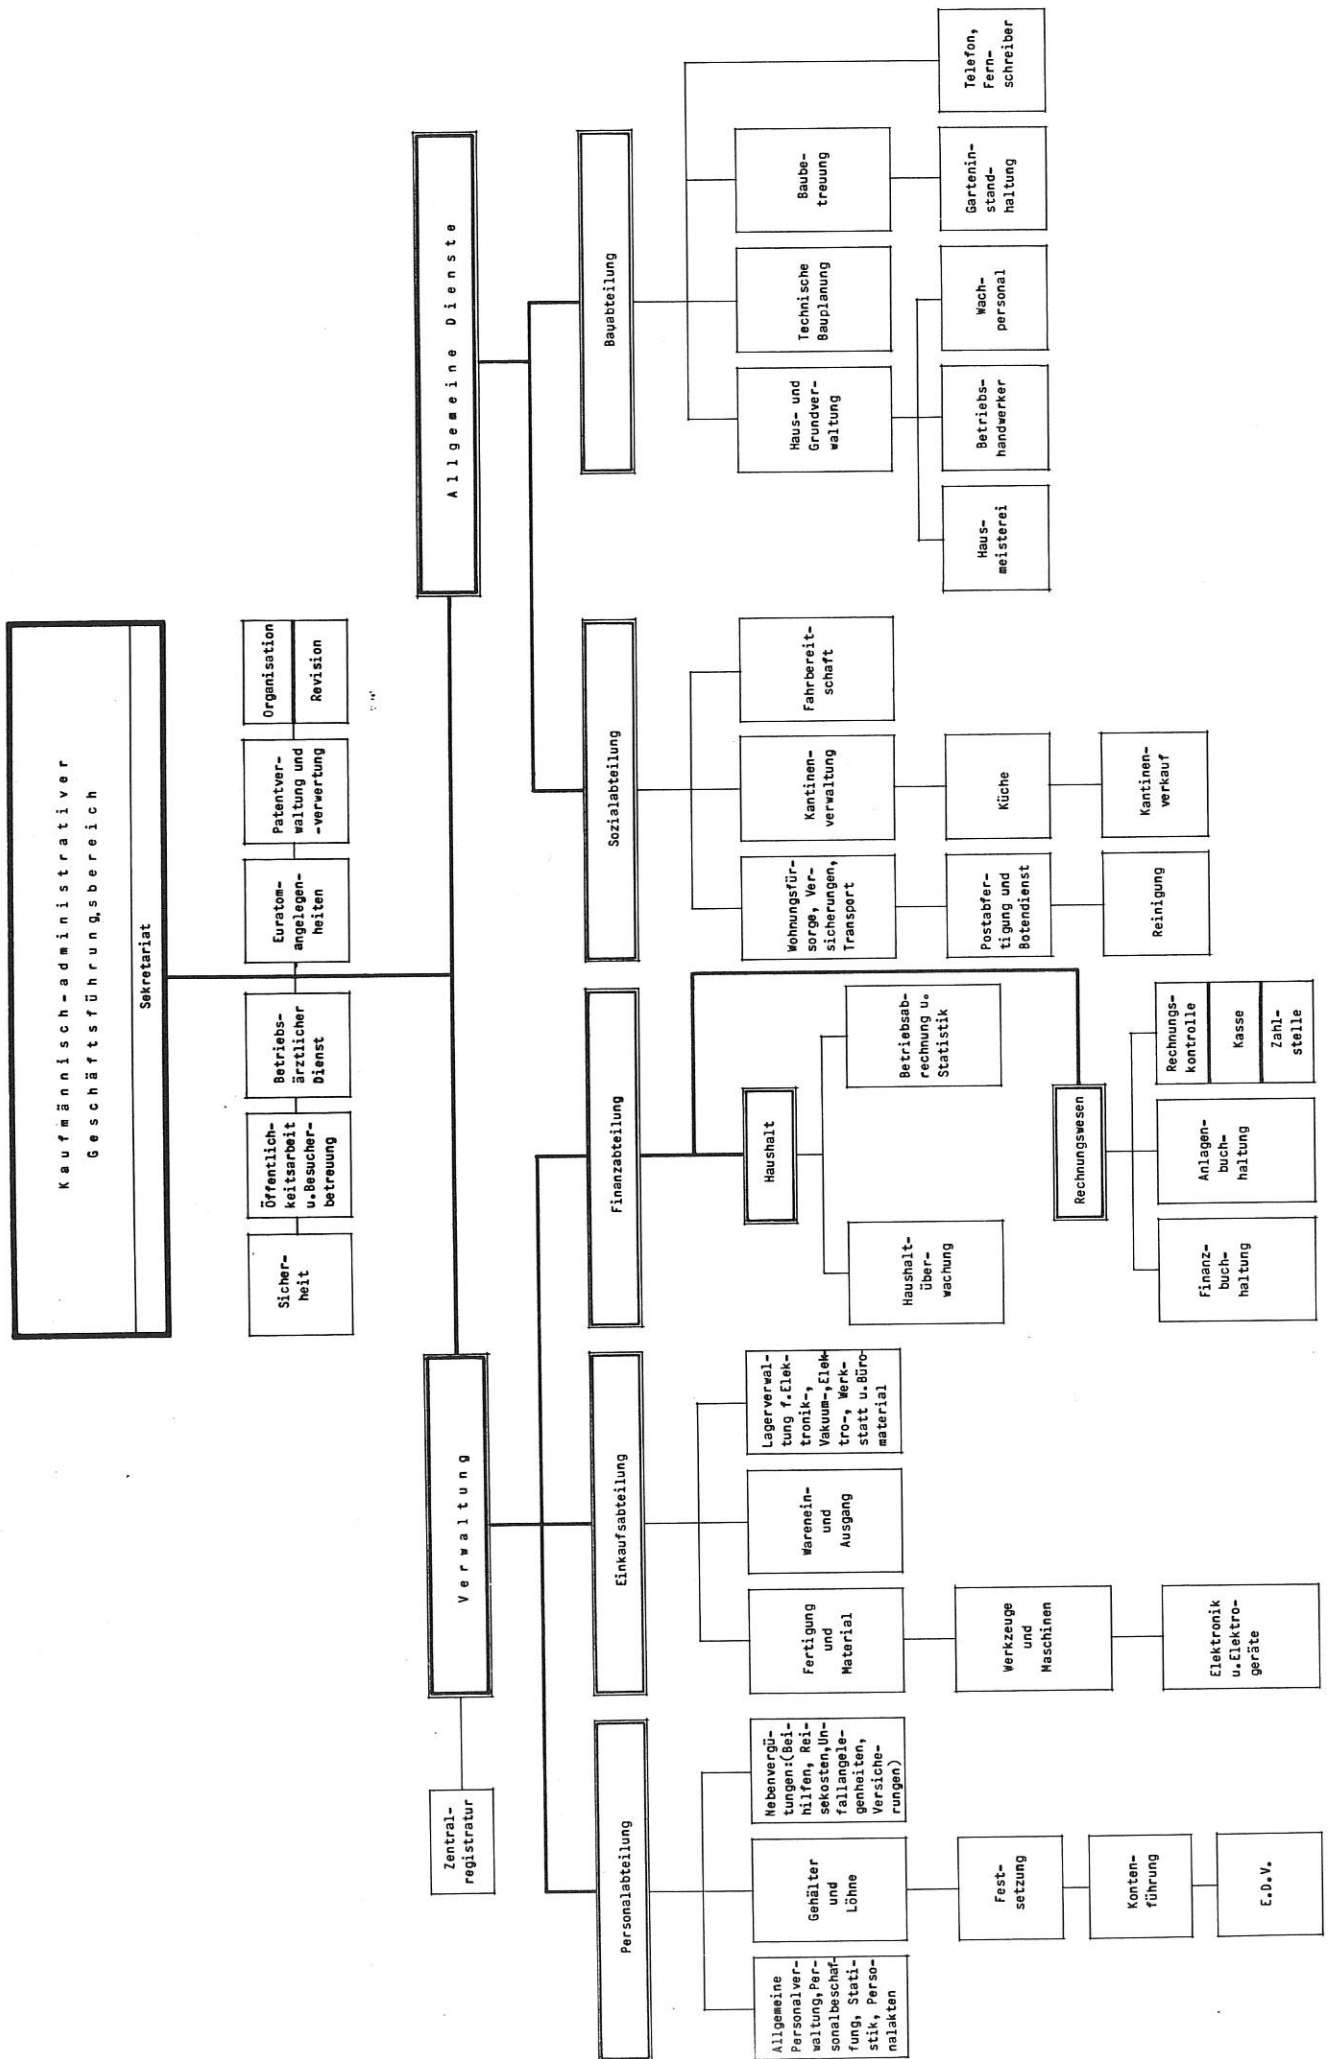 Kaufmännisch-administrativer
Geschäftsführungsbereich
Sekretariat
Sicher-
heit
Öffentlich-
keitsarbeit
u.Besucher-
betreuung
Betriebs-
ärztlicher
Dienst
Euratom-
angelegen-
heiten
Patentver-
waltung und
-verwertung
Organisation
Revision
Zentral-
registratur
Verwaltung
Allgemeine Dienste
Personalabteilung
Einkaufsabteilung
Finanzabteilung
Sozialabteilung
Bauabteilung
Allgemeine
Personalver-
waltung,Per-
sonalbeschaf-
fung, Stati-
stik, Perso-
nalakten
Gehälter
und
Löhne
Nebenvergü-
tungen:(Bei-
hilfen, Rei-
sekosten,Un-
fallangele-
genheiten,
Versiche-
rungen)
Fest-
setzung
Konten-
führung
E.D.V.
Fertigung
und
Material
Warenein-
und
Ausgang
Lagerverwal-
tung f.Elek-
tronik-,
Vakuum-,Elek-
tro-, Werk-
statt u.Büro-
material
Werkzeuge
und
Maschinen
Elektronik
u.Elektro-
geräte
Haushalt
Haushalt-
über-
wachung
Betriebsab-
rechnung u.
Statistik
Rechnungswesen
Finanz-
buch-
haltung
Anlagen-
buch-
haltung
Rechnungs-
kontrolle
Kasse
Zahl-
stelle
Wohnungsfür-
sorge, Ver-
sicherungen,
Transport
Kantinen-
verwaltung
Fahrbereit-
schaft
Postabfer-
tigung und
Botendienst
Küche
Reinigung
Kantinen-
verkauf
Haus- und
Grundver-
waltung
Technische
Bauplanung
Baube-
treuung
Haus-
meisterei
Betriebs-
handwerker
Wach-
personal
Gartenin-
stand-
haltung
Telefon,
Fern-
schreiber